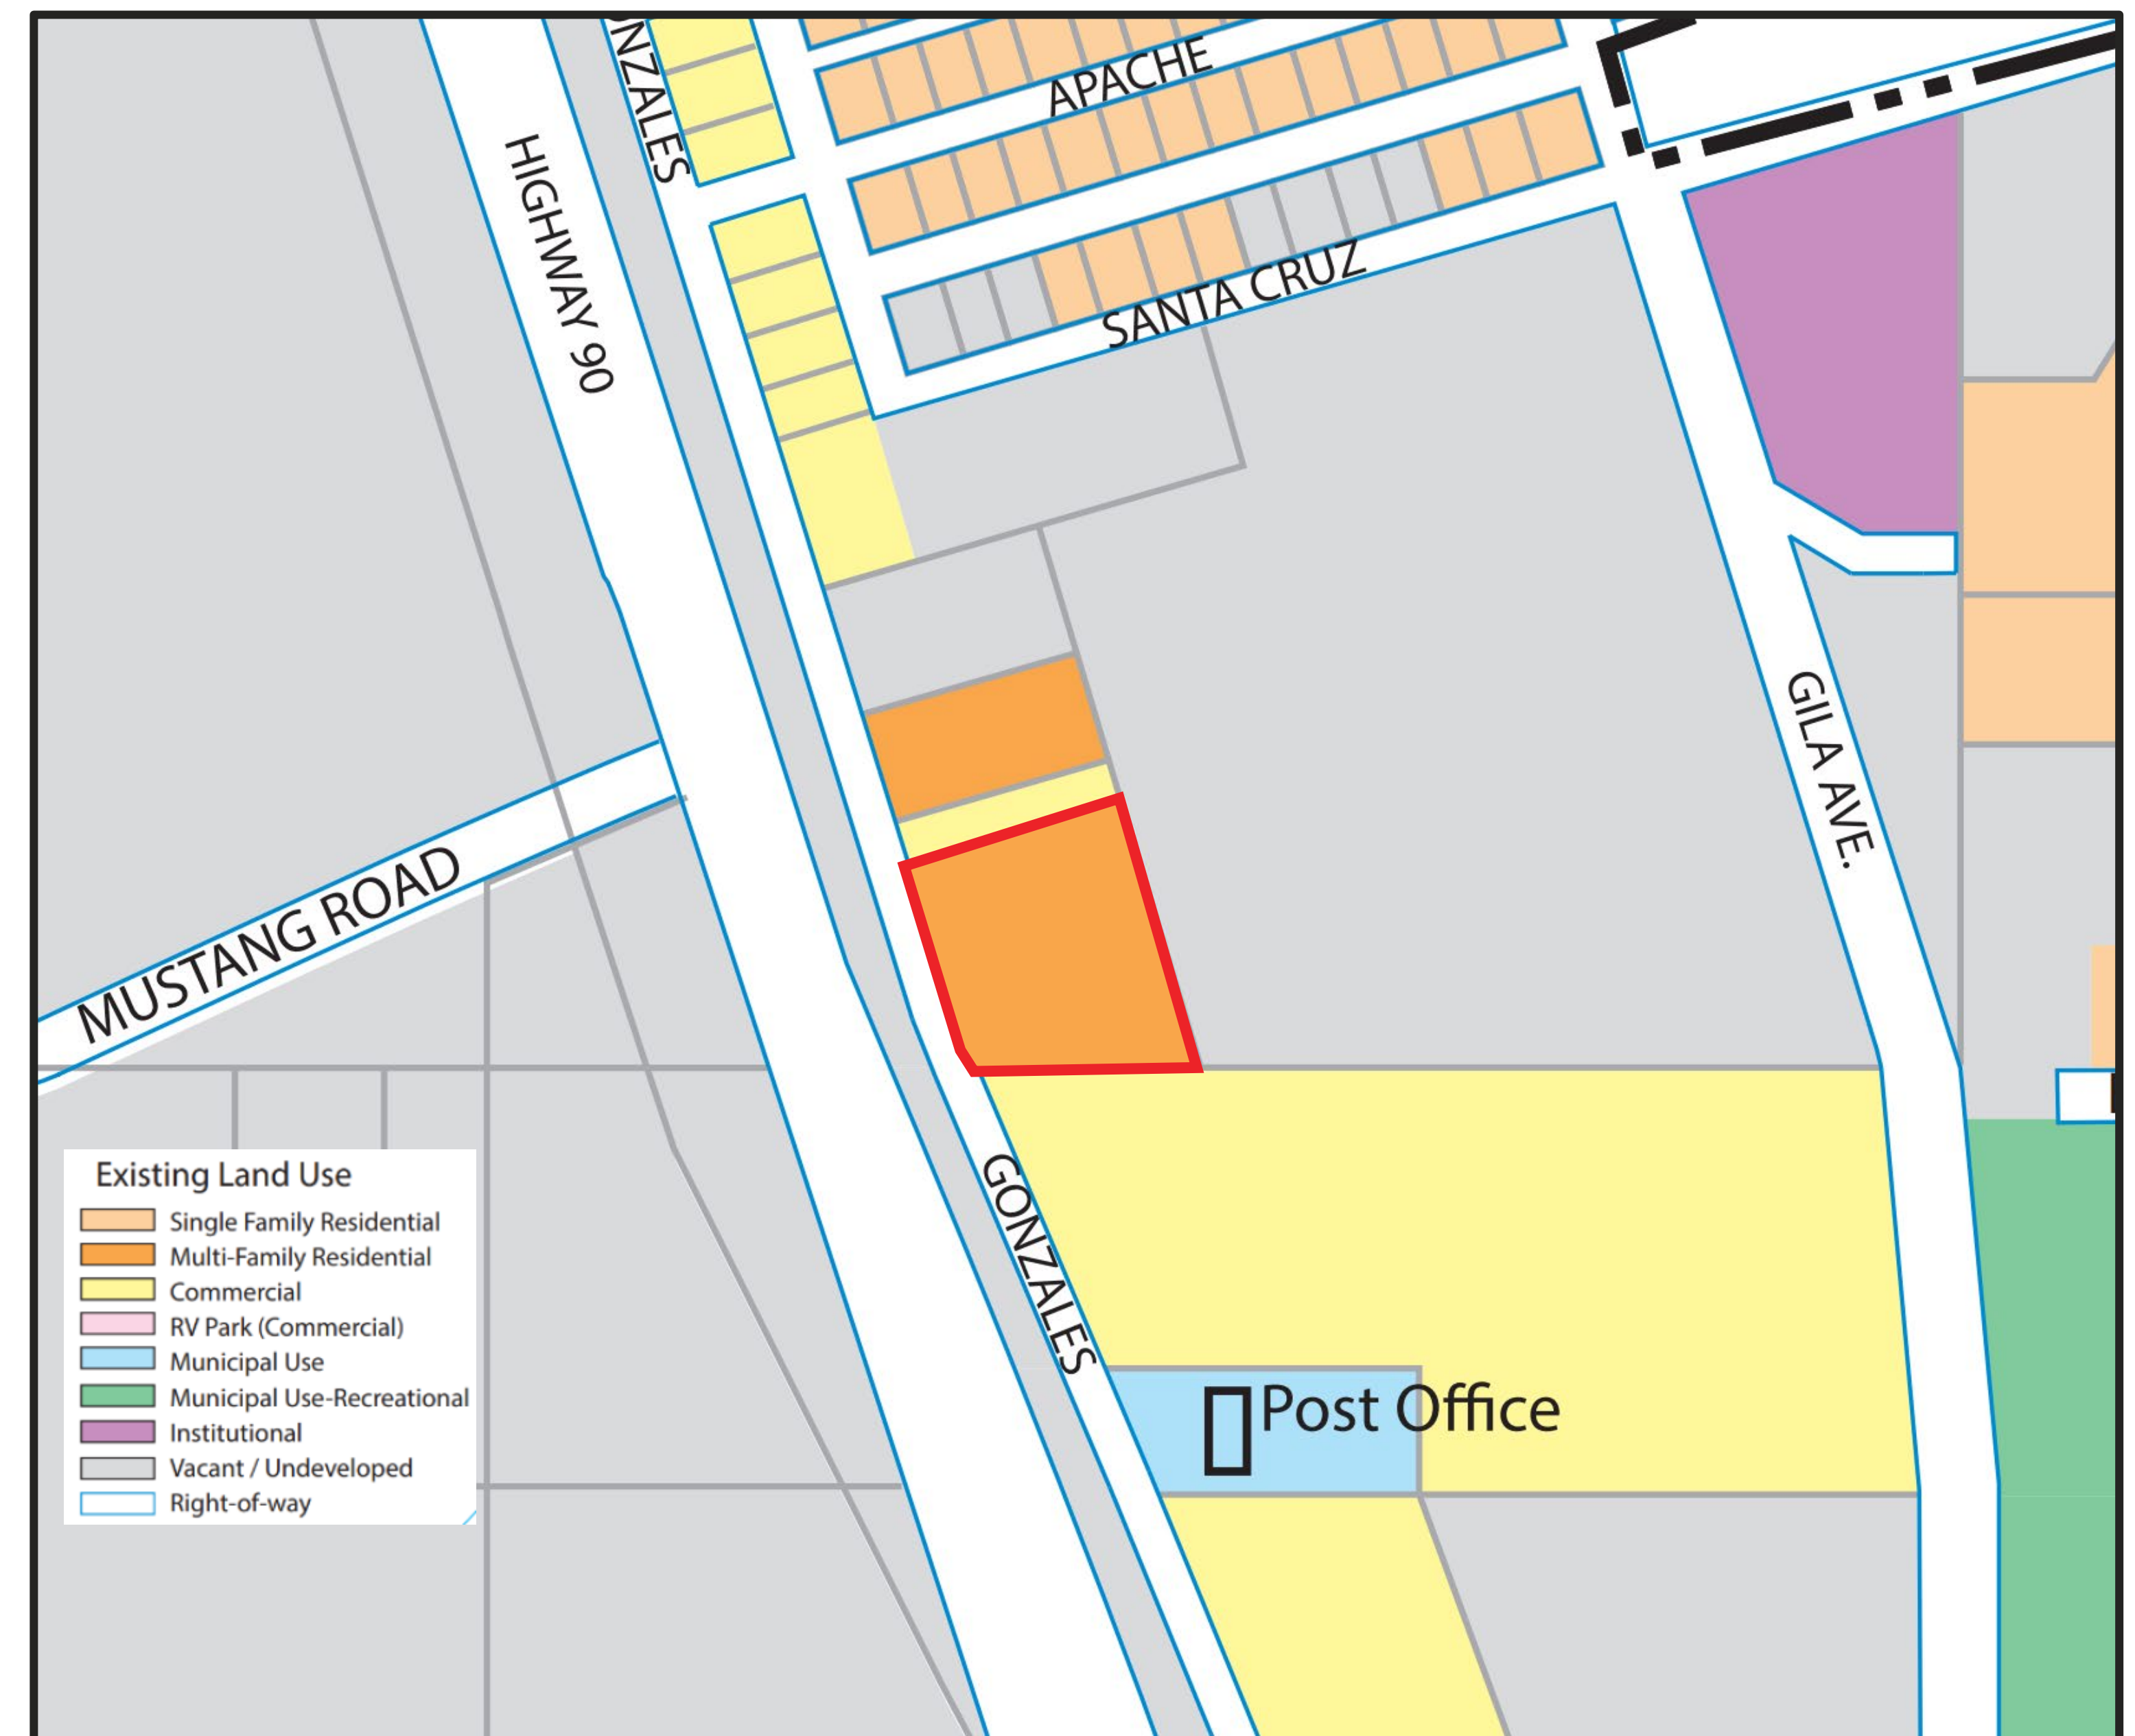 NZALES
APACHE
HIGHWAY 90
SANTA CRUZ
GILA AVE.
MUSTANG ROAD
GONZALES
Post Office
Existing Land Use
Single Family Residential
Multi-Family Residential
Commercial
RV Park (Commercial)
Municipal Use
Municipal Use-Recreational
Institutional
Vacant / Undeveloped
Right-of-way